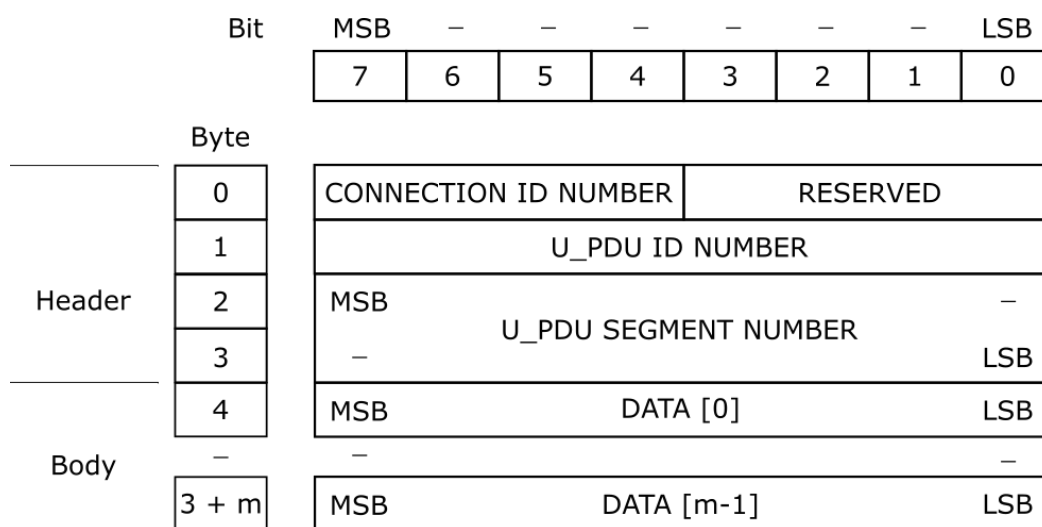 Bit MSB – – – – – – LSB
7 6 5 4 3 2 1 0
Byte
0 CONNECTION ID NUMBER RESERVED
1 U_PDU ID NUMBER
Header 2 MSB –
U_PDU SEGMENT NUMBER
3 – LSB
4 MSB DATA [0] LSB
Body – – –
3 + m MSB DATA [m-1] LSB